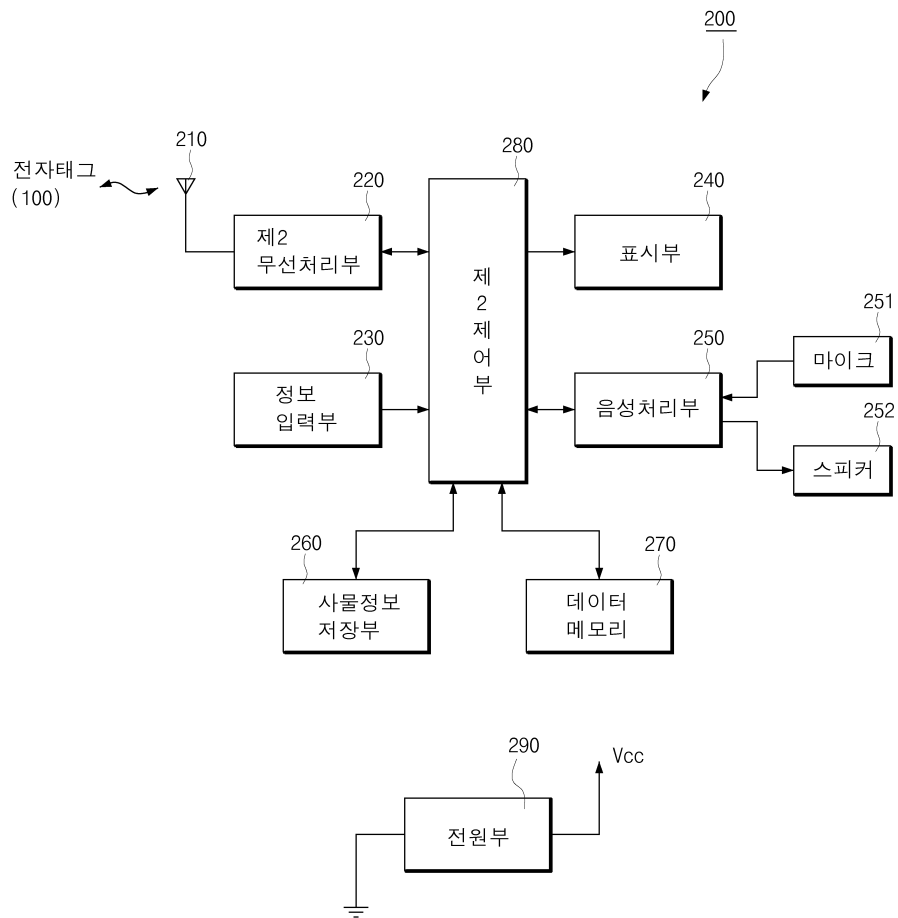 200
210
전자태그
(100)
220
제2
무선처리부
280
제
2
제
어
부
240
표시부
230
정보
입력부
250
음성처리부
251
마이크
252
스피커
260
사물정보
저장부
270
데이터
메모리
290
전원부
Vcc